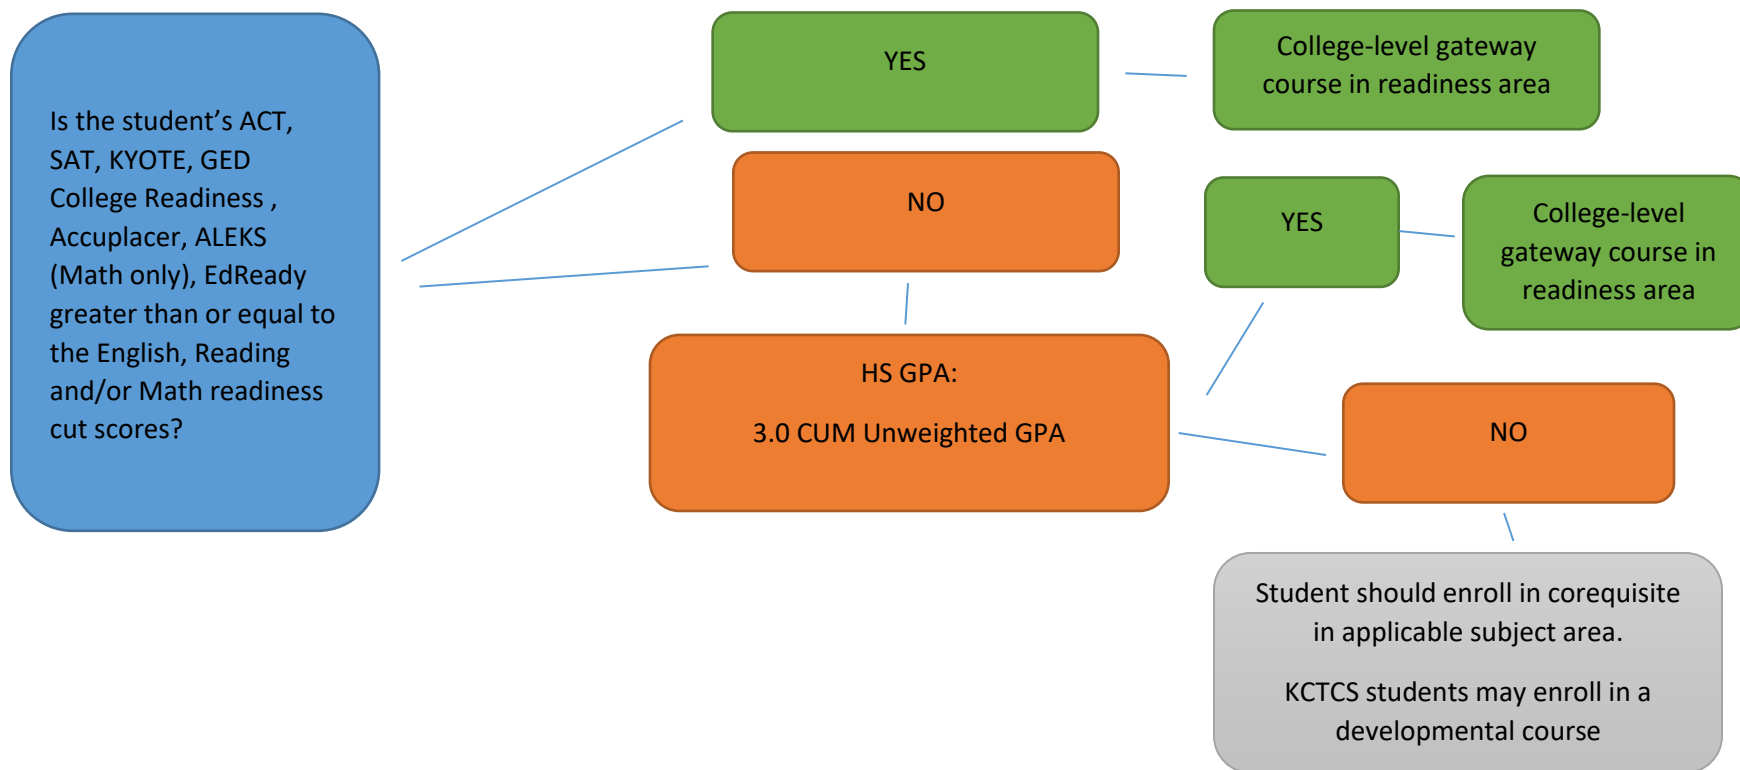 Is the student’s ACT,
SAT, KYOTE, GED
College Readiness ,
Accuplacer, ALEKS
(Math only), EdReady
greater than or equal to
the English, Reading
and/or Math readiness
cut scores?
YES
College-level gateway
course in readiness area
NO
YES
College-level
gateway course in
readiness area
HS GPA:
3.0 CUM Unweighted GPA
NO
Student should enroll in corequisite
in applicable subject area.
KCTCS students may enroll in a
developmental course